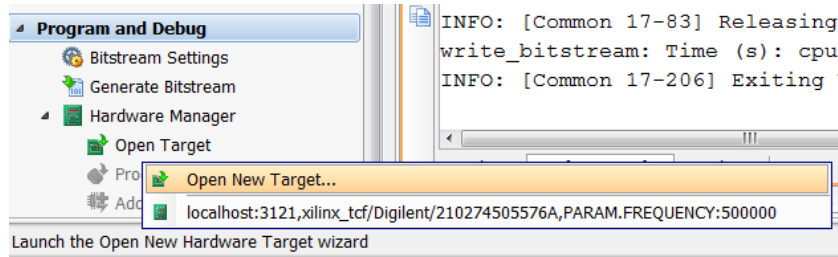 Program and Debug
Bitstream Settings
Generate Bitstream
Hardware Manager
Open Target
Pro
Add
Open New Target...
localhost:3121,xilinx_tcf/Digilent/210274505576A,PARAM.FREQUENCY:500000
Launch the Open New Hardware Target wizard
INFO: [Common 17-83] Releasing
write_bitstream: Time (s): cpu
INFO: [Common 17-206] Exiting